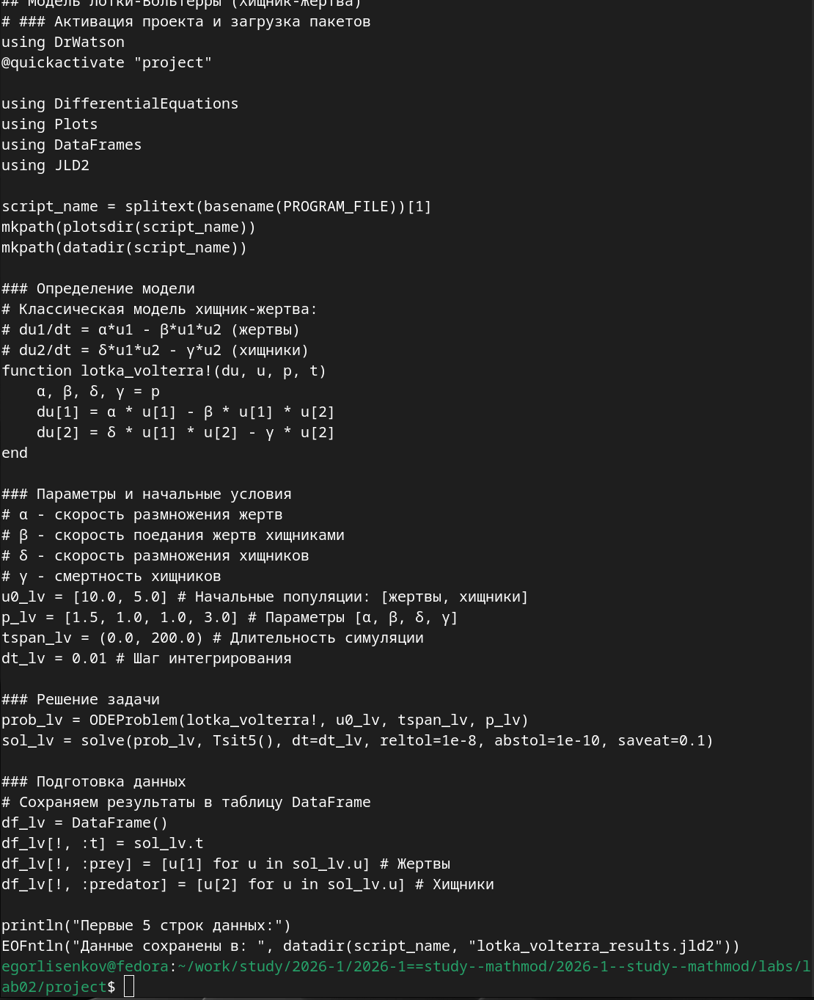 ## Модель Лотки-Вольтерры (Хищник-Жертва)
# ### Активация проекта и загрузка пакетов
using DrWatson
@quickactivate "project"
using DifferentialEquations
using Plots
using DataFrames
using JLD2
script_name = splitext(basename(PROGRAM_FILE))[1]
mkpath(plotsdir(script_name))
mkpath(datadir(script_name))
### Определение модели
# Классическая модель хищник-жертва:
# du1/dt = α*u1 - β*u1*u2 (жертвы)
# du2/dt = δ*u1*u2 - γ*u2 (хищники)
function lotka_volterra!(du, u, p, t)
    α, β, δ, γ = p
    du[1] = α * u[1] - β * u[1] * u[2]
    du[2] = δ * u[1] * u[2] - γ * u[2]
end
### Параметры и начальные условия
# α - скорость размножения жертв
# β - скорость поедания жертв хищниками
# δ - скорость размножения хищников
# γ - смертность хищников
u0_lv = [10.0, 5.0] # Начальные популяции: [жертвы, хищники]
p_lv = [1.5, 1.0, 1.0, 3.0] # Параметры [α, β, δ, γ]
tspan_lv = (0.0, 200.0) # Длительность симуляции
dt_lv = 0.01 # Шаг интегрирования
### Решение задачи
prob_lv = ODEProblem(lotka_volterra!, u0_lv, tspan_lv, p_lv)
sol_lv = solve(prob_lv, Tsit5(), dt=dt_lv, reltol=1e-8, abstol=1e-10, saveat=0.1)
### Подготовка данных
# Сохраняем результаты в таблицу DataFrame
df_lv = DataFrame()
df_lv[!, :t] = sol_lv.t
df_lv[!, :prey] = [u[1] for u in sol_lv.u] # Жертвы
df_lv[!, :predator] = [u[2] for u in sol_lv.u] # Хищники
println("Первые 5 строк данных:")
EOFntln("Данные сохранены в: ", datadir(script_name, "lotka_volterra_results.jld2"))
egorlisenkov@fedora:~/work/study/2026-1/2026-1==study--mathmod/2026-1--study--mathmod/labs/l
ab02/project$